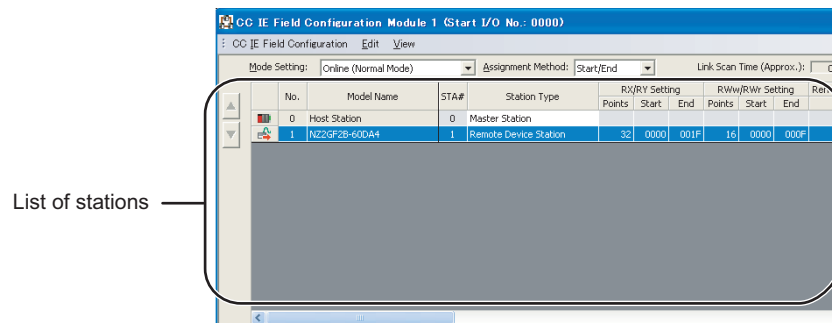 CC IE Field Configuration Module 1 (Start I/O No.: 0000)
CC IE Field Configuration Edit View
Mode Setting: Online (Normal Mode) Assignment Method: Start/End Link Scan Time (Approx.):
No. Model Name STA# Station Type RX/RY Setting RWw/RWr Setting
Points Start End Points Start End
0 Host Station 0 Master Station
1 NZ2GF2B-60DA4 1 Remote Device Station 32 0000 001F 16 0000 000F
List of stations